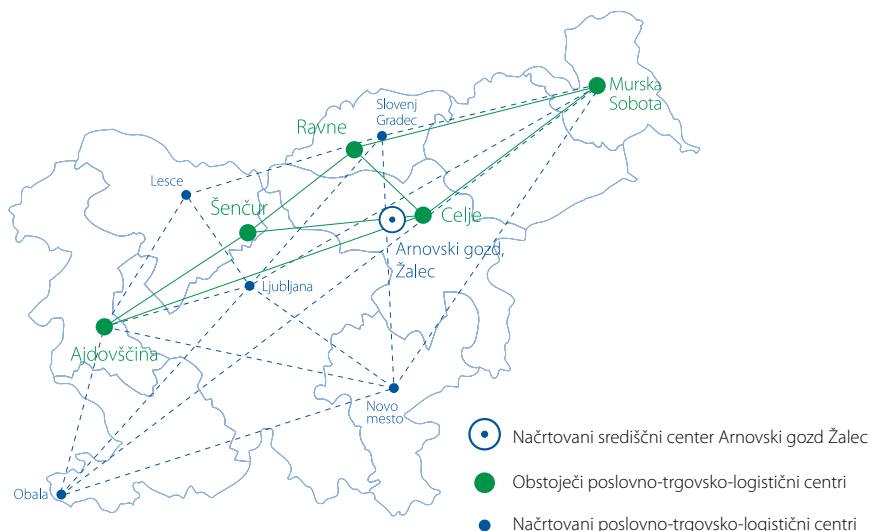 Murska
Sobota
Slovenj
Gradec
Ravne
Lesce
Šenčur
Celje
Arnovski gozd
Žalec
Ljubljana
Ajdovščina
Novo
mesto
Obala
Načrtovani središčni center Arnovski gozd Žalec
Obstoječi poslovno-trgovsko-logistični centri
Načrtovani poslovno-trgovsko-logistični centri